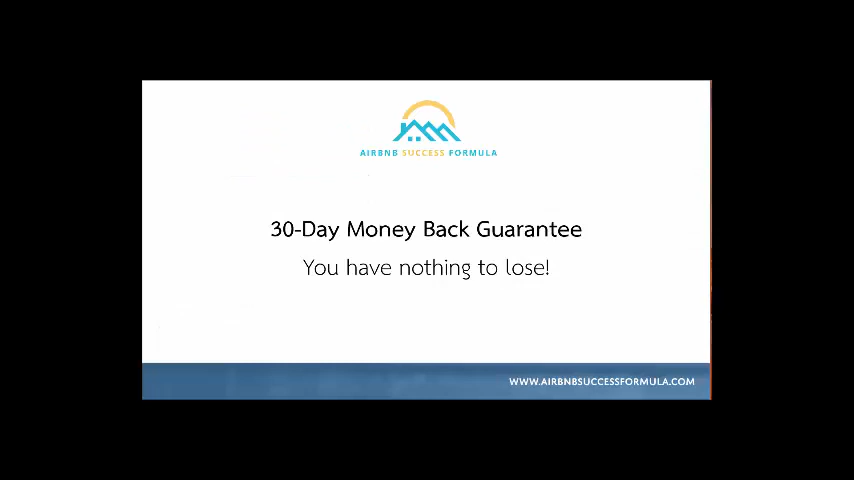 AIRBNB SUCCESS FORMULA
30-Day Money Back Guarantee
You have nothing to lose!
WWW.AIRBNBSUCCESSFORMULA.COM